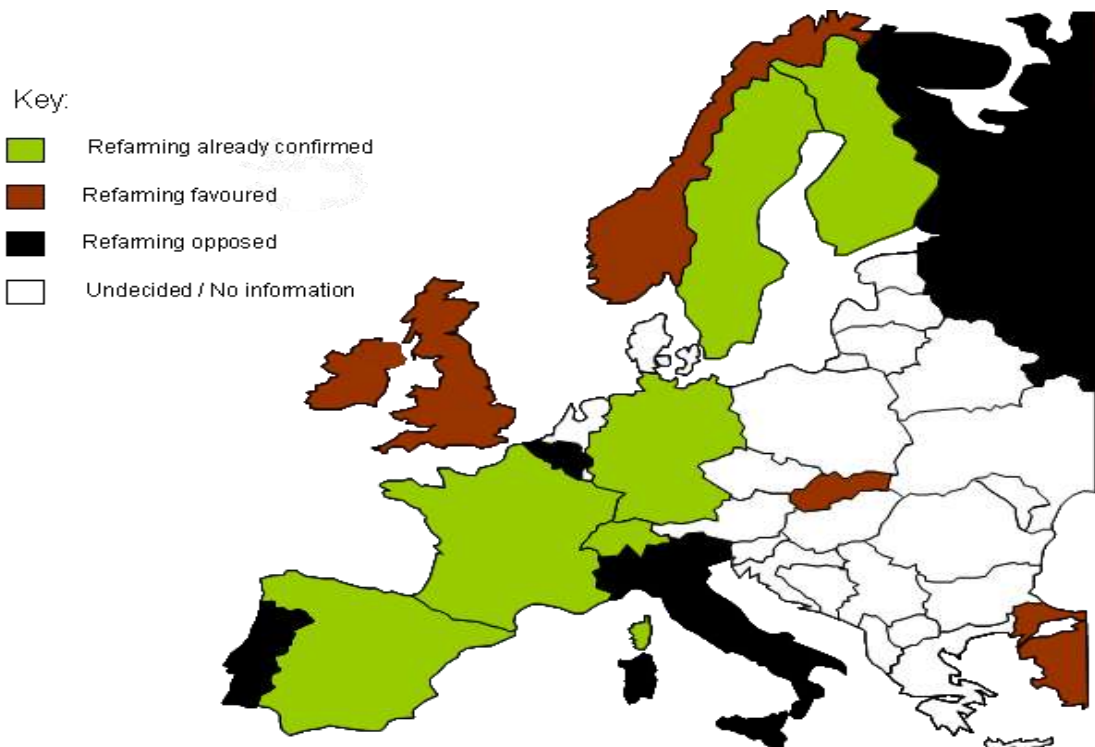 Key:
Refarming already confirmed
Refarming favoured
Refarming opposed
Undecided / No information